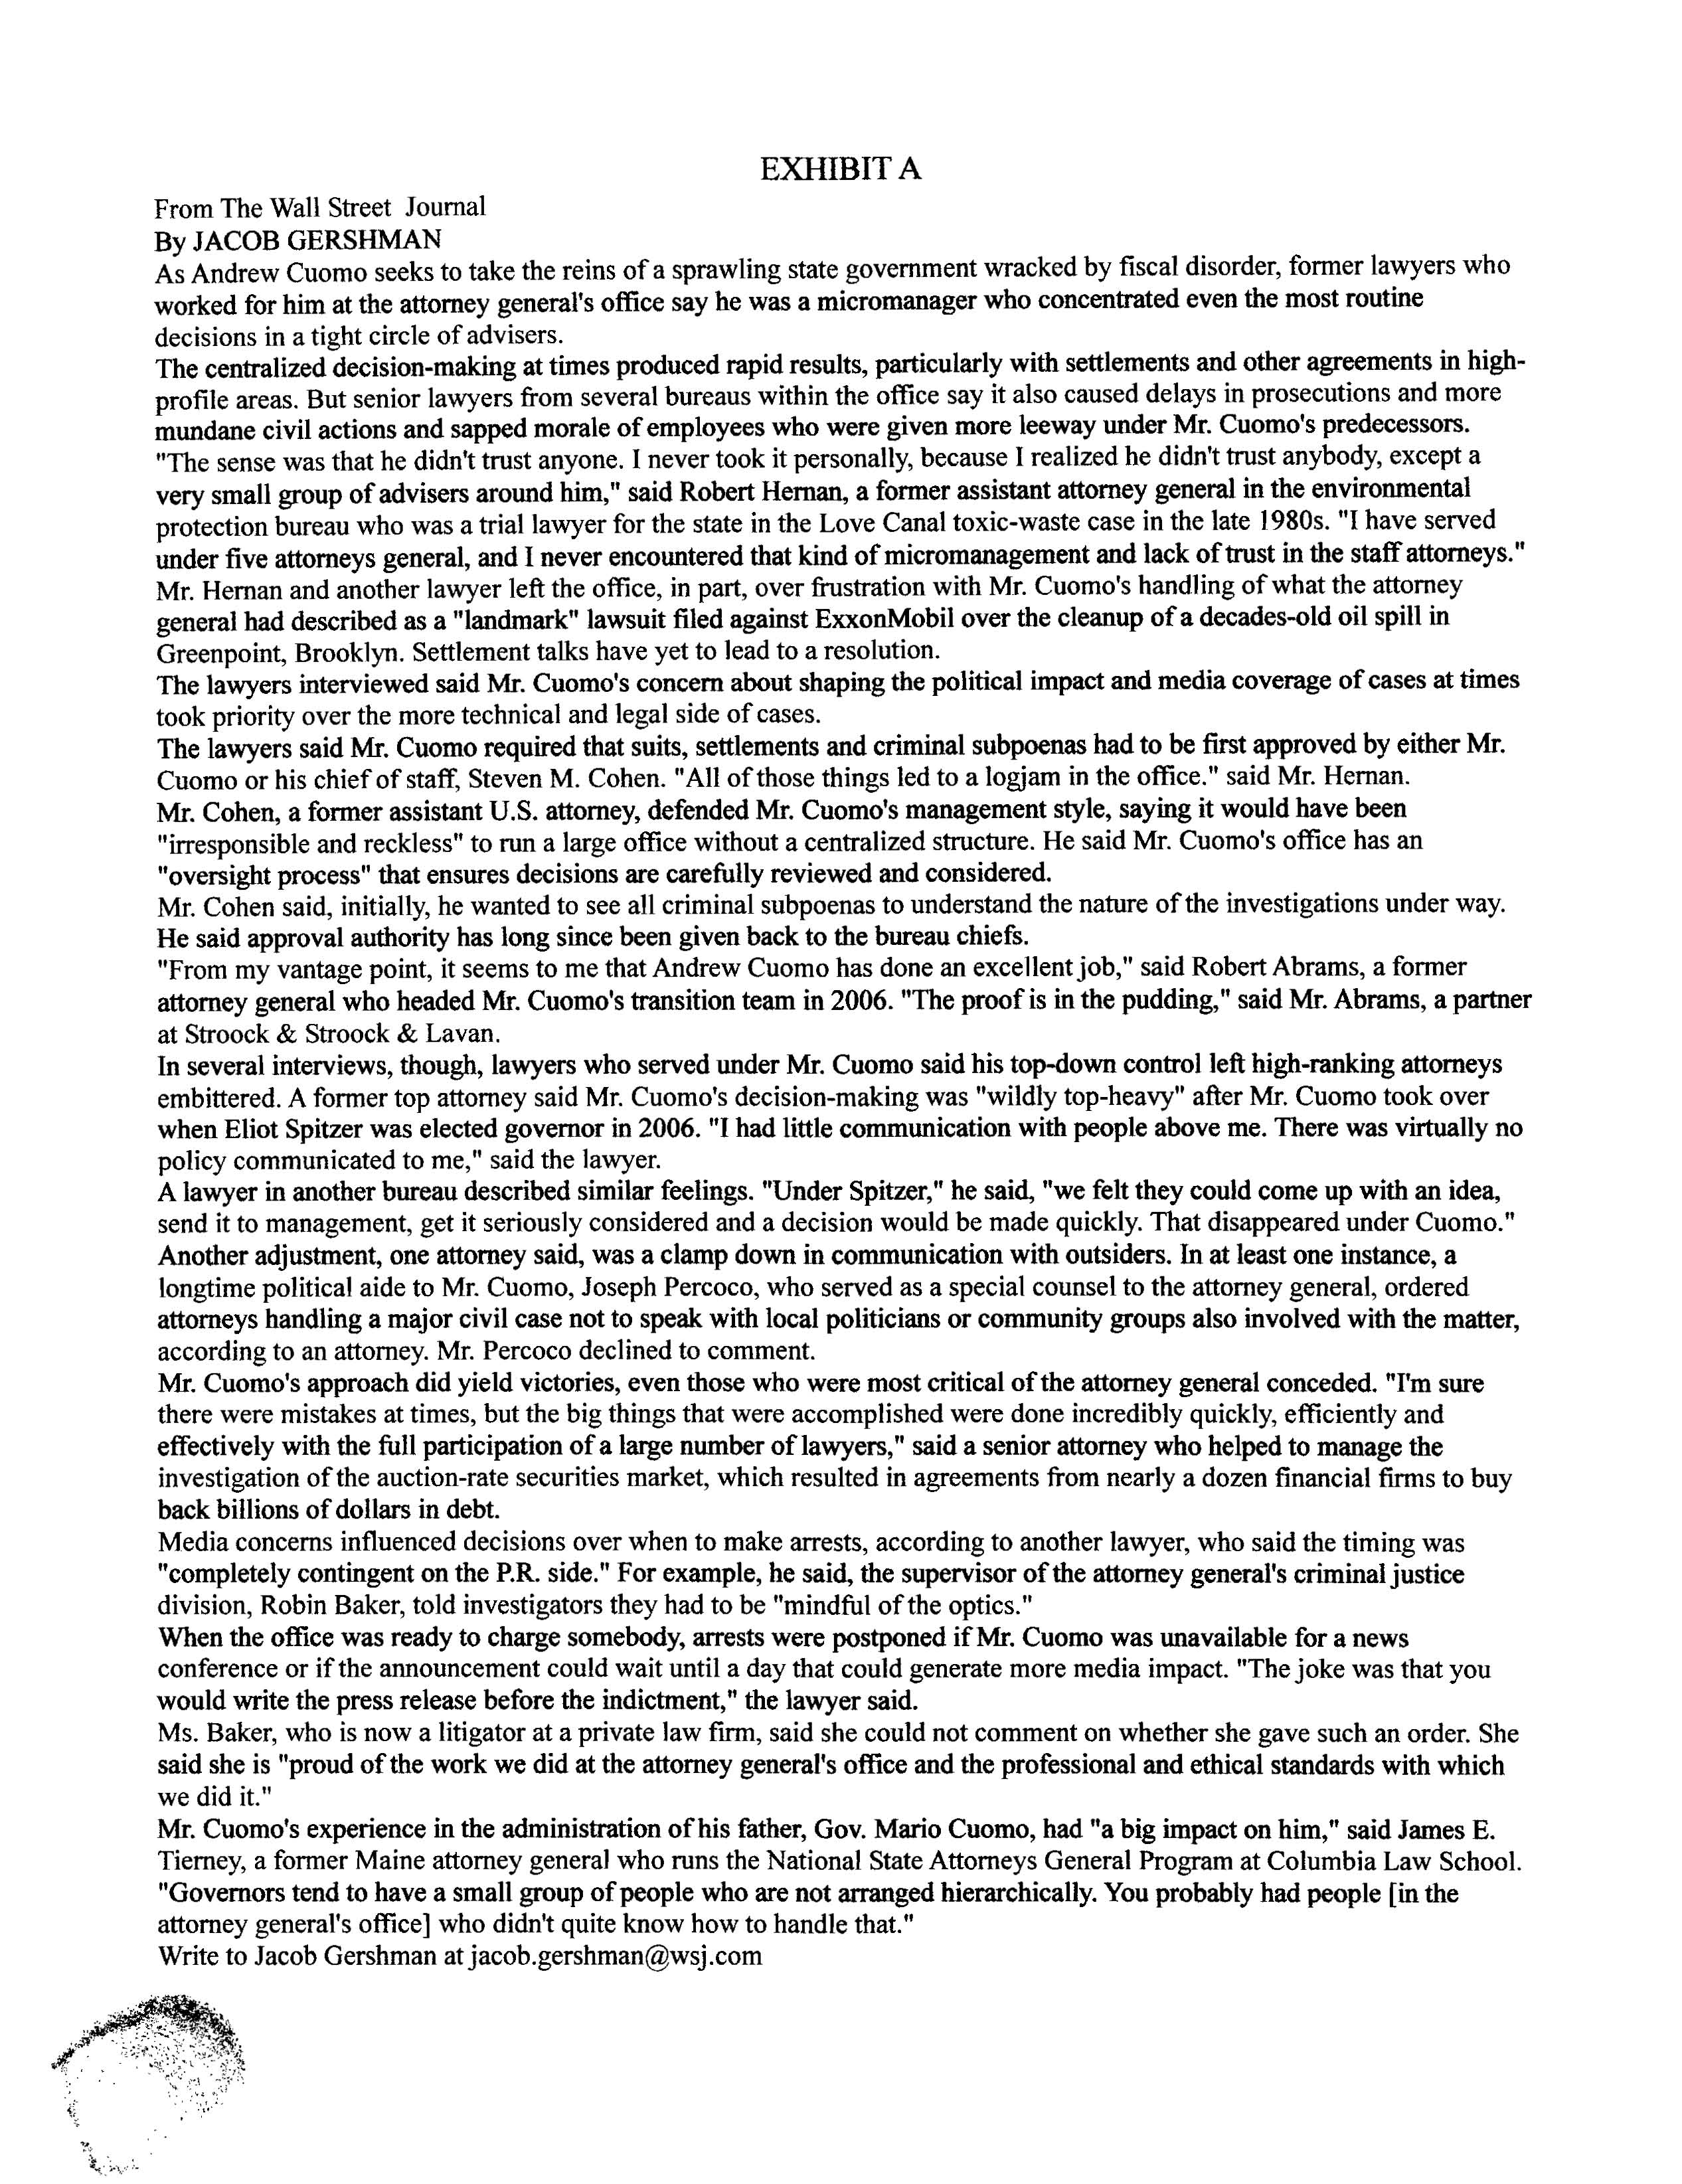 EXHIBIT A
From The Wall Street Journal
By JACOB GERSHMAN
As Andrew Cuomo seeks to take the reins of a sprawling state government wracked by fiscal disorder, former lawyers who
worked for him at the attorney general's office say he was a micromanager who concentrated even the most routine
decisions in a tight circle of advisers.
The centralized decision-making at times produced rapid results, particularly with settlements and other agreements in high-
profile areas. But senior lawyers from several bureaus within the office say it also caused delays in prosecutions and more
mundane civil actions and sapped morale of employees who were given more leeway under Mr. Cuomo's predecessors.
"The sense was that he didn't trust anyone. I never took it personally, because I realized he didn't trust anybody, except a
very small group of advisers around him," said Robert Hernan, a former assistant attorney general in the environmental
protection bureau who was a trial lawyer for the state in the Love Canal toxic-waste case in the late 1980s. "I have served
under five attorneys general, and I never encountered that kind of micromanagement and lack of trust in the staff attorneys."
Mr. Hernan and another lawyer left the office, in part, over frustration with Mr. Cuomo's handling of what the attorney
general had described as a "landmark" lawsuit filed against ExxonMobil over the cleanup of a decades-old oil spill in
Greenpoint, Brooklyn. Settlement talks have yet to lead to a resolution.
The lawyers interviewed said Mr. Cuomo's concern about shaping the political impact and media coverage of cases at times
took priority over the more technical and legal side of cases.
The lawyers said Mr. Cuomo required that suits, settlements and criminal subpoenas had to be first approved by either Mr.
Cuomo or his chief of staff, Steven M. Cohen. "All of those things led to a logjam in the office." said Mr. Hernan.
Mr. Cohen, a former assistant U.S. attorney, defended Mr. Cuomo's management style, saying it would have been
"irresponsible and reckless" to run a large office without a centralized structure. He said Mr. Cuomo's office has an
"oversight process" that ensures decisions are carefully reviewed and considered.
Mr. Cohen said, initially, he wanted to see all criminal subpoenas to understand the nature of the investigations under way.
He said approval authority has long since been given back to the bureau chiefs.
"From my vantage point, it seems to me that Andrew Cuomo has done an excellent job," said Robert Abrams, a former
attorney general who headed Mr. Cuomo's transition team in 2006. "The proof is in the pudding," said Mr. Abrams, a partner
at Stroock & Stroock & Lavan.
In several interviews, though, lawyers who served under Mr. Cuomo said his top-down control left high-ranking attorneys
embittered. A former top attorney said Mr. Cuomo's decision-making was "wildly top-heavy" after Mr. Cuomo took over
when Eliot Spitzer was elected governor in 2006. "I had little communication with people above me. There was virtually no
policy communicated to me," said the lawyer.
A lawyer in another bureau described similar feelings. "Under Spitzer," he said, "we felt they could come up with an idea,
send it to management, get it seriously considered and a decision would be made quickly. That disappeared under Cuomo."
Another adjustment, one attorney said, was a clamp down in communication with outsiders. In at least one instance, a
longtime political aide to Mr. Cuomo, Joseph Percoco, who served as a special counsel to the attorney general, ordered
attorneys handling a major civil case not to speak with local politicians or community groups also involved with the matter,
according to an attorney. Mr. Percoco declined to comment.
Mr. Cuomo's approach did yield victories, even those who were most critical of the attorney general conceded. "I'm sure
there were mistakes at times, but the big things that were accomplished were done incredibly quickly, efficiently and
effectively with the full participation of a large number of lawyers," said a senior attorney who helped to manage the
investigation of the auction-rate securities market, which resulted in agreements from nearly a dozen financial firms to buy
back billions of dollars in debt.
Media concerns influenced decisions over when to make arrests, according to another lawyer, who said the timing was
"completely contingent on the P.R. side." For example, he said, the supervisor of the attorney general's criminal justice
division, Robin Baker, told investigators they had to be "mindful of the optics."
When the office was ready to charge somebody, arrests were postponed if Mr. Cuomo was unavailable for a news
conference or if the announcement could wait until a day that could generate more media impact. "The joke was that you
would write the press release before the indictment," the lawyer said.
Ms. Baker, who is now a litigator at a private law firm, said she could not comment on whether she gave such an order. She
said she is "proud of the work we did at the attorney general's office and the professional and ethical standards with which
we did it."
Mr. Cuomo's experience in the administration of his father, Gov. Mario Cuomo, had "a big impact on him," said James E.
Tierney, a former Maine attorney general who runs the National State Attorneys General Program at Columbia Law School.
"Governors tend to have a small group of people who are not arranged hierarchically. You probably had people [in the
attorney general's office] who didn't quite know how to handle that."
Write to Jacob Gershman at jacob.gershman@wsj.com